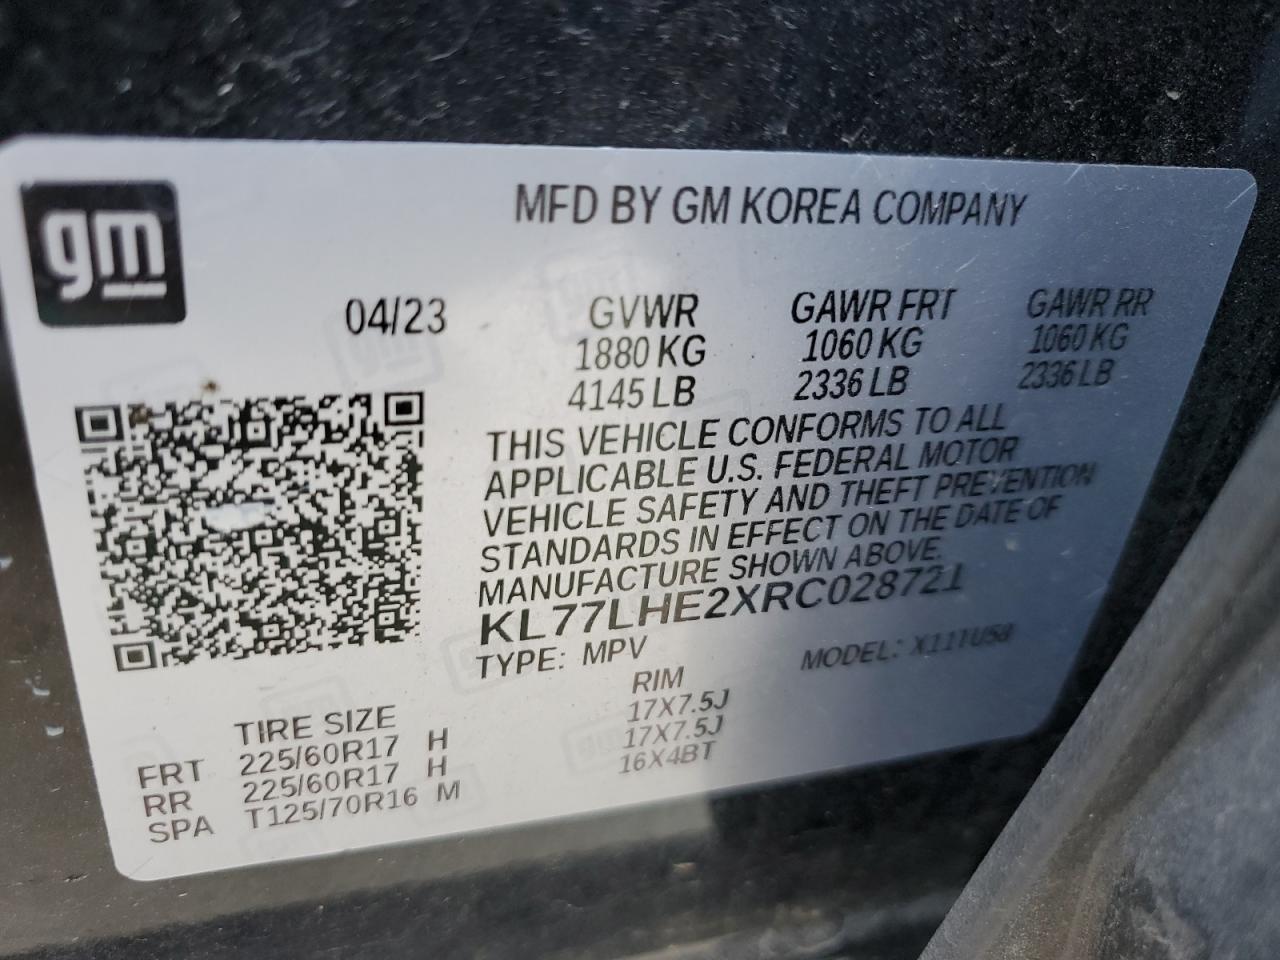 gm
MFD BY GM KOREA COMPANY
04/23 GVWR GAWR FRT GAWR RR
1880 KG 1060 KG 1060 KG
4145 LB 2336 LB 2336 LB
THIS VEHICLE CONFORMS TO ALL
APPLICABLE U.S. FEDERAL MOTOR
VEHICLE SAFETY AND THEFT PREVENTION
STANDARDS IN EFFECT ON THE DATE OF
MANUFACTURE SHOWN ABOVE.
KL77LHE2XRC028721
TYPE: MPV MODEL:
TIRE SIZE RIM
FRT 225/60R17 H 17X7.5J
RR 225/60R17 H 17X7.5J
SPA T125/70R16 M 16X4BT